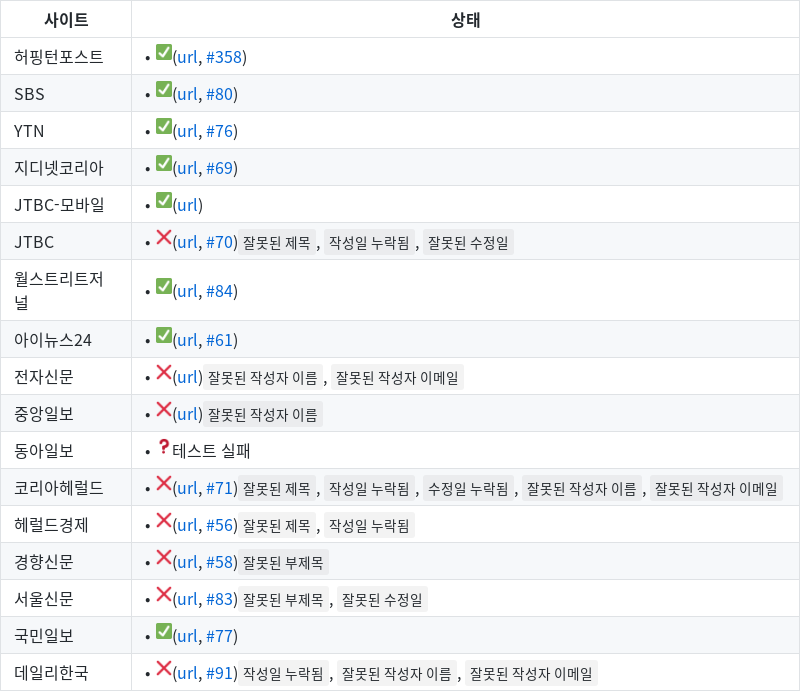 사이트 상태
허핑턴포스트 • ✅(url, #358)
SBS • ✅(url, #80)
YTN • ✅(url, #76)
지디넷코리아 • ✅(url, #69)
JTBC-모바일 • ✅(url)
JTBC • ❌(url, #70) 잘못된 제목 , 작성일 누락됨 , 잘못된 수정일
월스트리트저
널 • ✅(url, #84)
아이뉴스24 • ✅(url, #61)
전자신문 • ❌(url) 잘못된 작성자 이름 , 잘못된 작성자 이메일
중앙일보 • ❌(url) 잘못된 작성자 이름
동아일보 • ❓테스트 실패
코리아헤럴드 • ❌(url, #71) 잘못된 제목 , 작성일 누락됨 , 수정일 누락됨 , 잘못된 작성자 이름 , 잘못된 작성자 이메일
헤럴드경제 • ❌(url, #56) 잘못된 제목 , 작성일 누락됨
경향신문 • ❌(url, #58) 잘못된 부제목
서울신문 • ❌(url, #83) 잘못된 부제목 , 잘못된 수정일
국민일보 • ✅(url, #77)
데일리한국 • ❌(url, #91) 작성일 누락됨 , 잘못된 작성자 이름 , 잘못된 작성자 이메일